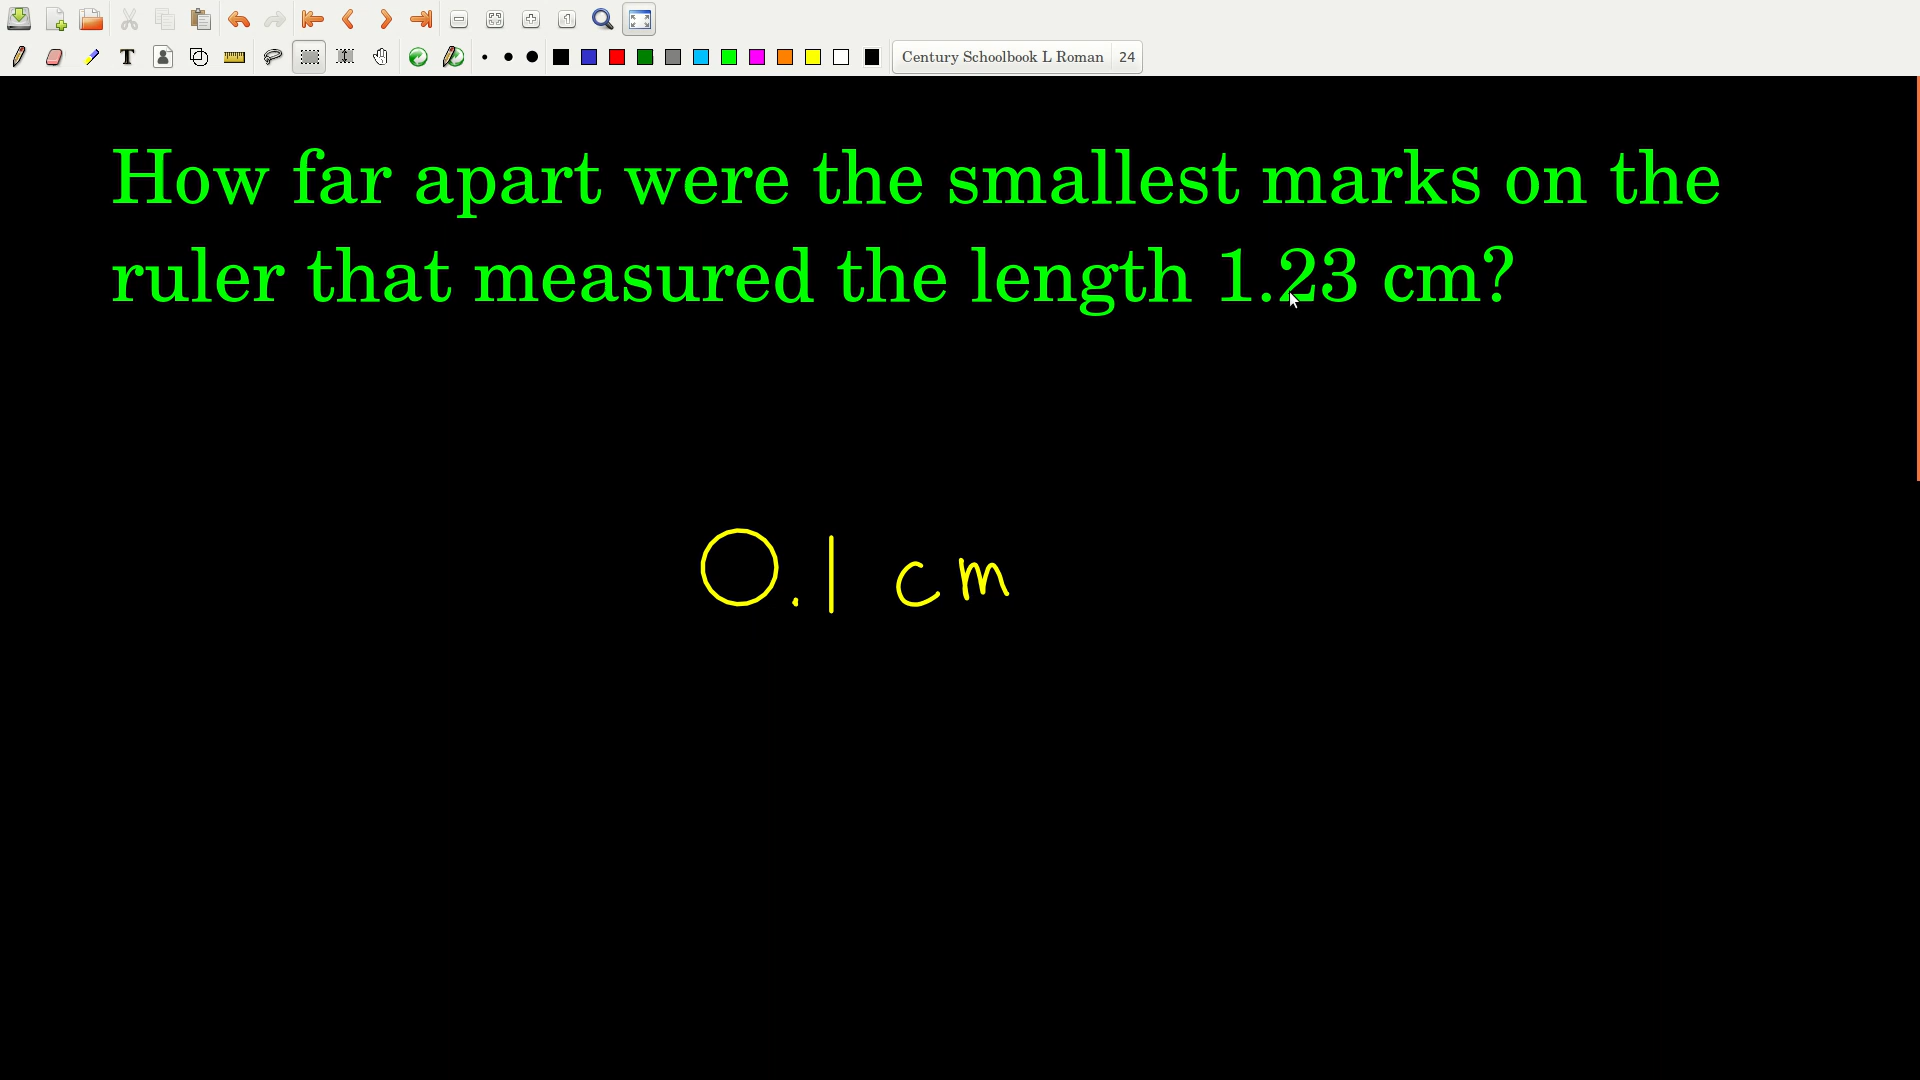 T
Century Schoolbook L Roman 24
How far apart were the smallest marks on the
ruler that measured the length 1.23 cm?
0.1 cm